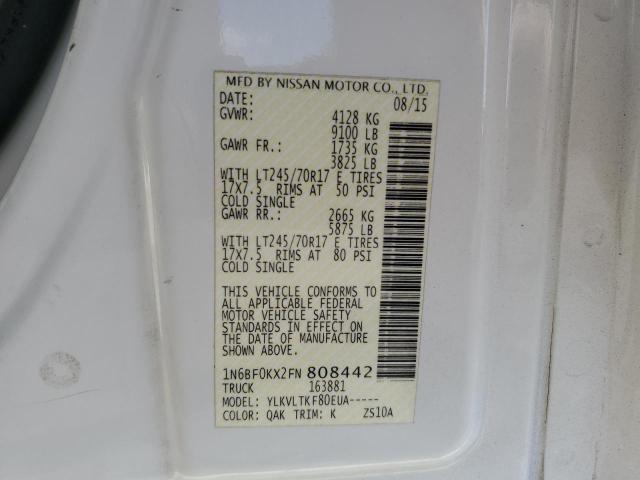 MFD BY NISSAN MOTOR CO., LTD.
DATE: 08/15
GVWR: 4128 KG
9100 LB
GAWR FR.: 1735 KG
3825 LB
WITH LT245/70R17 E TIRES
17X7.5 RIMS AT 50 PSI
COLD SINGLE
GAWR RR.: 2665 KG
5875 LB
WITH LT245/70R17 E TIRES
17X7.5 RIMS AT 80 PSI
COLD SINGLE
THIS VEHICLE CONFORMS TO
ALL APPLICABLE FEDERAL
MOTOR VEHICLE SAFETY
STANDARDS IN EFFECT ON
THE DATE OF MANUFACTURE
SHOWN ABOVE.
1N6BF0KX2FN 808442
TRUCK 163881
MODEL: YLKVLTKF80EUA-----
COLOR: QAK TRIM: K ZS10A